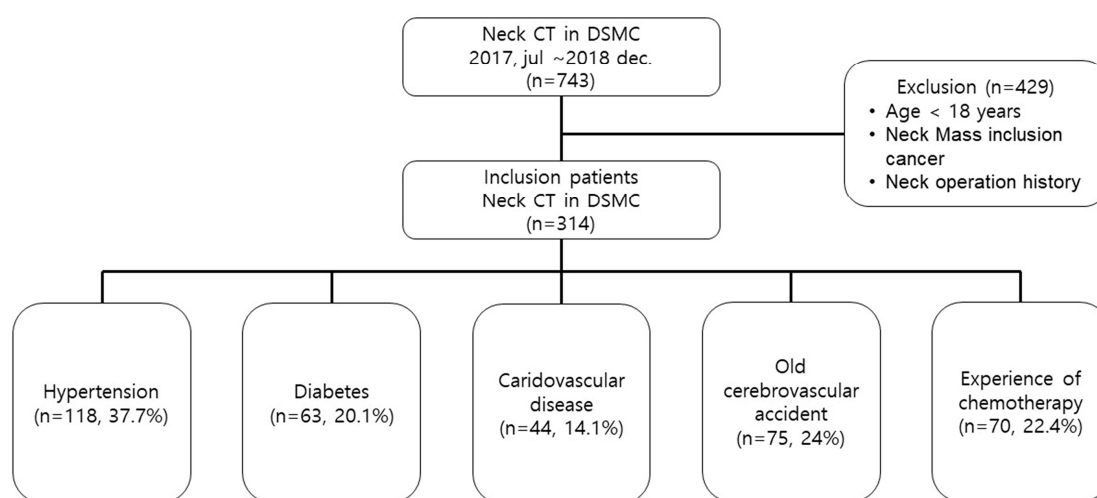 Neck CT in DSMC
2017, jul ~2018 dec.
(n=743)
Exclusion (n=429)
• Age < 18 years
• Neck Mass inclusion
cancer
• Neck operation history
Inclusion patients
Neck CT in DSMC
(n=314)
Hypertension
(n=118, 37.7%)
Diabetes
(n=63, 20.1%)
Caridovascular
disease
(n=44, 14.1%)
Old
cerebrovascular
accident
(n=75, 24%)
Experience of
chemotherapy
(n=70, 22.4%)